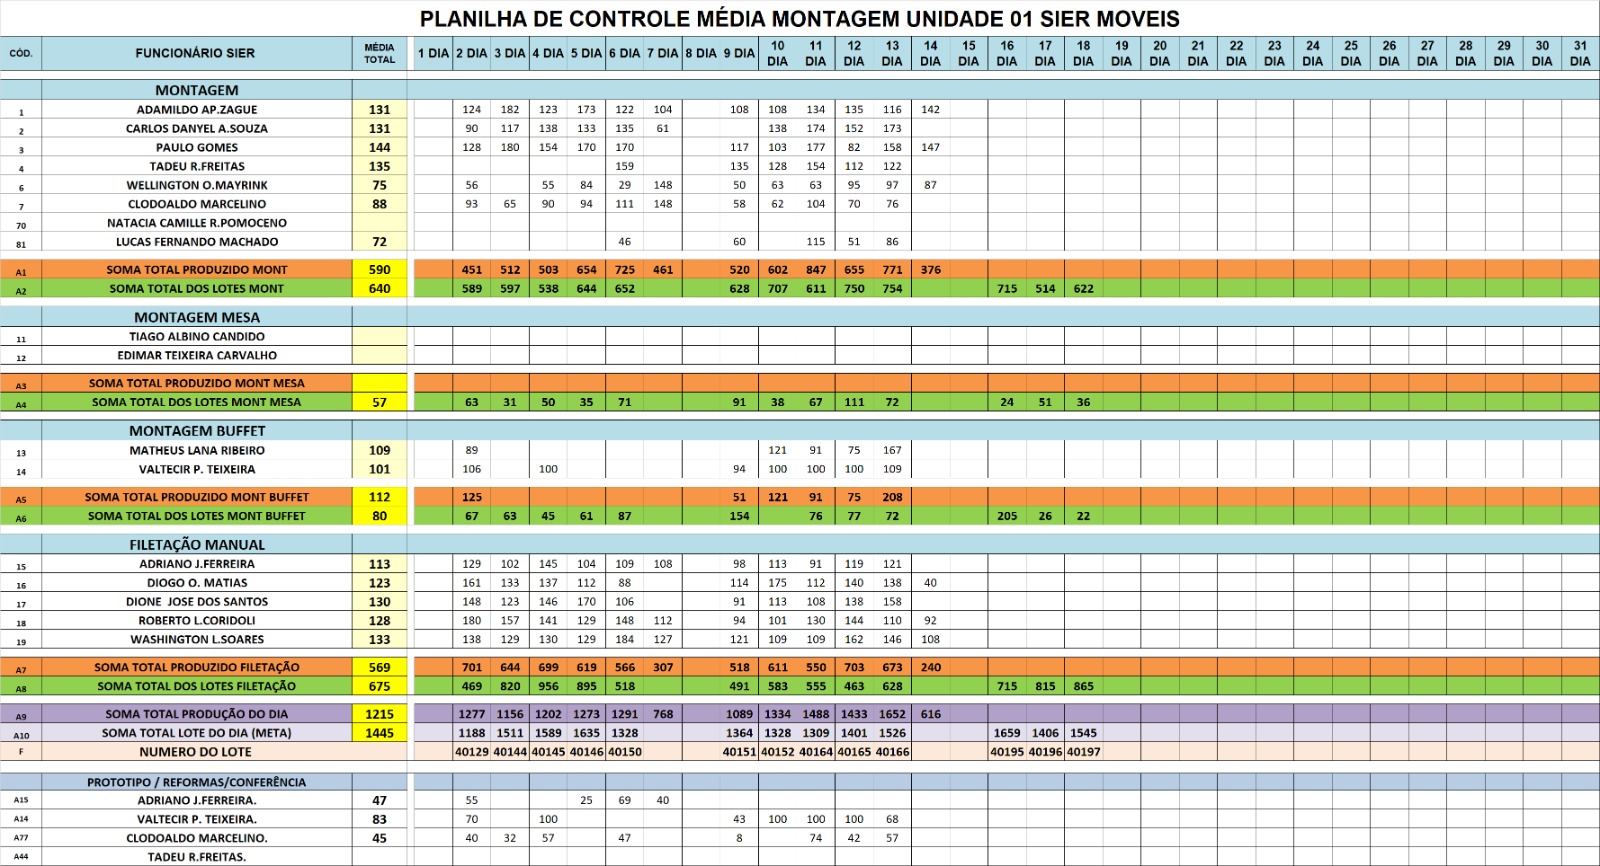 PLANILHA DE CONTROLE MÉDIA MONTAGEM UNIDADE 01 SIER MOVEIS
CÓD. FUNCIONÁRIO SIER MÉDIA TOTAL 1 DIA 2 DIA 3 DIA 4 DIA 5 DIA 6 DIA 7 DIA 8 DIA 9 DIA 10 DIA 11 DIA 12 DIA 13 DIA 14 DIA 15 DIA 16 DIA 17 DIA 18 DIA 19 DIA 20 DIA 21 DIA 22 DIA 23 DIA 24 DIA 25 DIA 26 DIA 27 DIA 28 DIA 29 DIA 30 DIA 31 DIA
MONTAGEM
1 ADAMILDO AP.ZAGUE 131 124 182 123 173 122 104 108 108 134 135 116 142
2 CARLOS DANYEL A.SOUZA 131 90 117 138 133 135 61 138 174 152 173
3 PAULO GOMES 144 128 180 154 170 170 117 103 177 82 158 147
4 TADEU R.FREITAS 135 159 135 128 154 112 122
6 WELLINGTON O.MAYRINK 75 56 55 84 29 148 50 63 63 95 97 87
7 CLODOALDO MARCELINO 88 93 65 90 94 111 148 58 62 104 70 76
70 NATACIA CAMILLE R.POMOCENO
81 LUCAS FERNANDO MACHADO 72 46 60 115 51 86
A1 SOMA TOTAL PRODUZIDO MONT 590 451 512 503 654 725 461 520 602 847 655 771 376
A2 SOMA TOTAL DOS LOTES MONT 640 589 597 538 644 652 628 707 611 750 754 715 514 622
MONTAGEM MESA
11 TIAGO ALBINO CANDIDO
12 EDIMAR TEIXEIRA CARVALHO
A3 SOMA TOTAL PRODUZIDO MONT MESA
A4 SOMA TOTAL DOS LOTES MONT MESA 57 63 31 50 35 71 91 38 67 111 72 24 51 36
MONTAGEM BUFFET
13 MATHEUS LANA RIBEIRO 109 89 121 91 75 167
14 VALTECIR P. TEIXEIRA 101 106 100 94 100 100 100 109
A5 SOMA TOTAL PRODUZIDO MONT BUFFET 112 125 51 121 91 75 208
A6 SOMA TOTAL DOS LOTES MONT BUFFET 80 67 63 45 61 87 154 76 77 72 205 26 22
FILETAÇÃO MANUAL
15 ADRIANO J.FERREIRA 113 129 102 145 104 109 108 98 113 91 119 121
16 DIOGO O. MATIAS 123 161 133 137 112 88 114 175 112 140 138 40
17 DIONE JOSE DOS SANTOS 130 148 123 146 170 106 91 113 108 138 158
18 ROBERTO L.CORIDOLI 128 180 157 141 129 148 112 94 101 130 144 110 92
19 WASHINGTON L.SOARES 133 138 129 130 129 184 127 121 109 109 162 146 108
A7 SOMA TOTAL PRODUZIDO FILETAÇÃO 569 701 644 699 619 566 307 518 611 550 703 673 240
A8 SOMA TOTAL DOS LOTES FILETAÇÃO 675 469 820 956 895 518 491 583 555 463 628 715 815 865
A9 SOMA TOTAL PRODUÇÃO DO DIA 1215 1277 1156 1202 1273 1291 768 1089 1334 1488 1433 1652 616
A10 SOMA TOTAL LOTE DO DIA (META) 1445 1188 1511 1589 1635 1328 1364 1328 1309 1401 1526 1659 1406 1545
F NUMERO DO LOTE 40129 40144 40145 40146 40150 40151 40152 40164 40165 40166 40195 40196 40197
PROTOTIPO / REFORMAS/CONFERÊNCIA
A15 ADRIANO J.FERREIRA. 47 55 25 69 40
A14 VALTECIR P. TEIXEIRA. 83 70 100 43 100 100 100 68
A77 CLODOALDO MARCELINO. 45 40 32 57 47 8 74 42 57
A44 TADEU R.FREITAS.